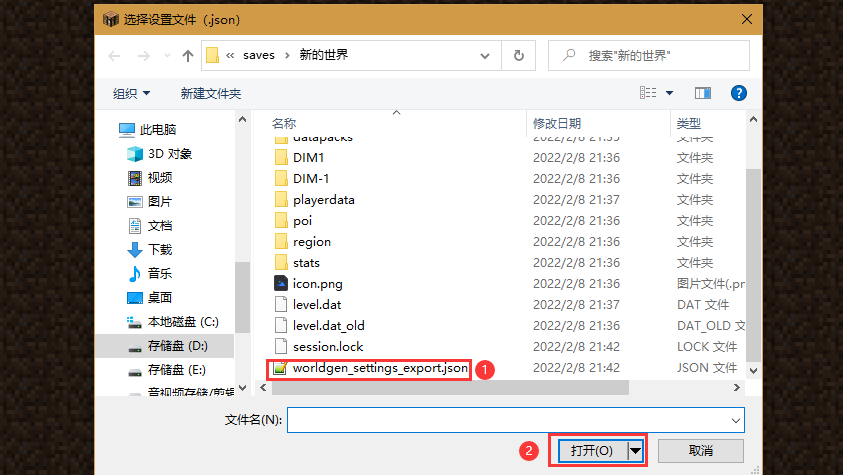 选择设置文件 (.json)
« saves › 新的世界
搜索"新的世界"
组织
新建文件夹
?
此电脑
3D 对象
视频
图片
文档
下载
音乐
桌面
本地磁盘 (C:)
存储盘 (D:)
存储盘 (E:)
音视频存储/剪辑
名称 修改日期 类型
datapacks 2022/2/8 21:35 文件夹
DIM1 2022/2/8 21:36 文件夹
DIM-1 2022/2/8 21:36 文件夹
playerdata 2022/2/8 21:37 文件夹
poi 2022/2/8 21:36 文件夹
region 2022/2/8 21:36 文件夹
stats 2022/2/8 21:36 文件夹
icon.png 2022/2/8 21:36 图片文件(.pn
level.dat 2022/2/8 21:37 DAT 文件
level.dat_old 2022/2/8 21:36 DAT_OLD 文
session.lock 2022/2/8 21:42 LOCK 文件
worldgen_settings_export.json 1 2022/2/8 21:42 JSON 文件
文件名(N):
2 打开(O) 取消